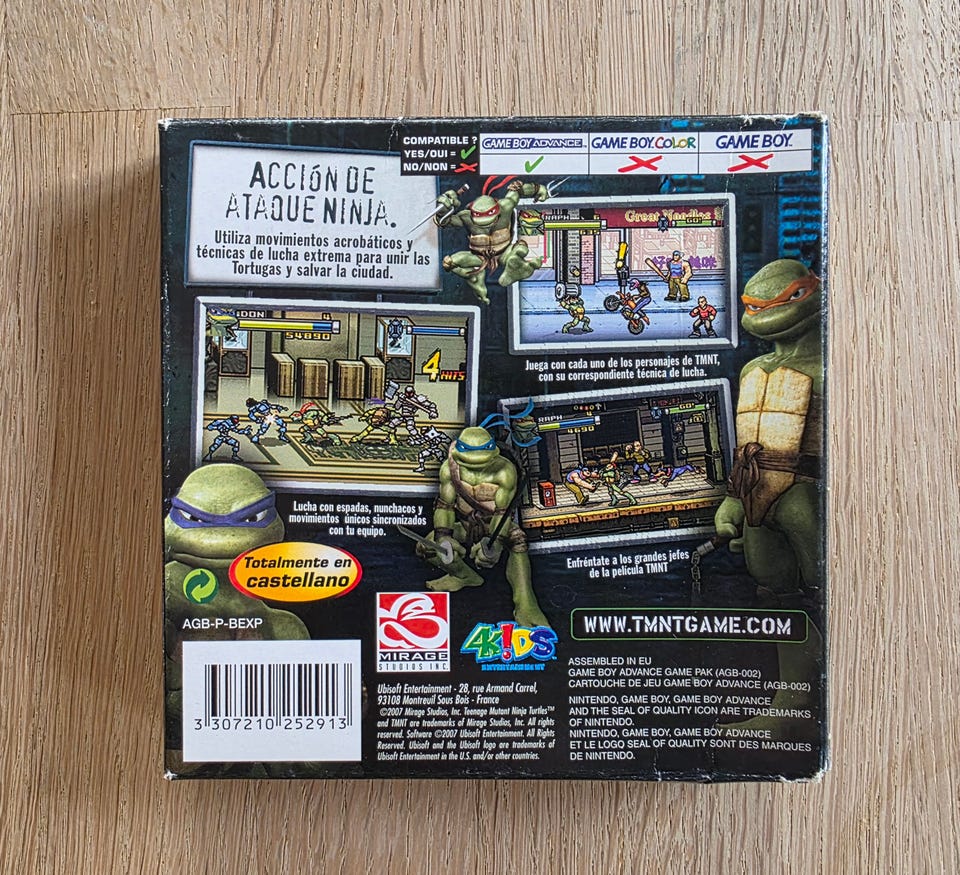 COMPATIBLE ?
YES/OUI = ✓
NO/NON = ✗
GAME BOY ADVANCE
GAME BOY COLOR
GAME BOY
ACCIÓN DE
ATAQUE NINJA.
Utiliza movimientos acrobáticos y
técnicas de lucha extrema para unir las
Tortugas y salvar la ciudad.
RAPH
Great Noodles
60
Juega con cada uno de los personajes de TMNT,
con su correspondiente técnica de lucha.
DON
4
54890
4 HITS
Lucha con espadas, nunchacos y
movimientos únicos sincronizados
con tu equipo.
RAPH
4690
60
Enfréntate a los grandes jefes
de la película TMNT
Totalmente en
castellano
AGB-P-BEXP
3 307210 252913
MIRAGE
STUDIOS INC.
4K!DS
ENTERTAINMENT
WWW.TMNTGAME.COM
Ubisoft Entertainment - 28, rue Armand Carrel,
93108 Montreuil Sous Bois - France
©2007 Mirage Studios, Inc. Teenage Mutant Ninja Turtles™
and TMNT are trademarks of Mirage Studios, Inc. All rights
reserved. Software ©2007 Ubisoft Entertainment. All Rights
Reserved. Ubisoft and the Ubisoft logo are trademarks of
Ubisoft Entertainment in the U.S. and/or other countries.
ASSEMBLED IN EU
GAME BOY ADVANCE GAME PAK (AGB-002)
CARTOUCHE DE JEU GAME BOY ADVANCE (AGB-002)
NINTENDO, GAME BOY, GAME BOY ADVANCE
AND THE SEAL OF QUALITY ICON ARE TRADEMARKS
OF NINTENDO.
NINTENDO, GAME BOY, GAME BOY ADVANCE
ET LE LOGO SEAL OF QUALITY SONT DES MARQUES
DE NINTENDO.